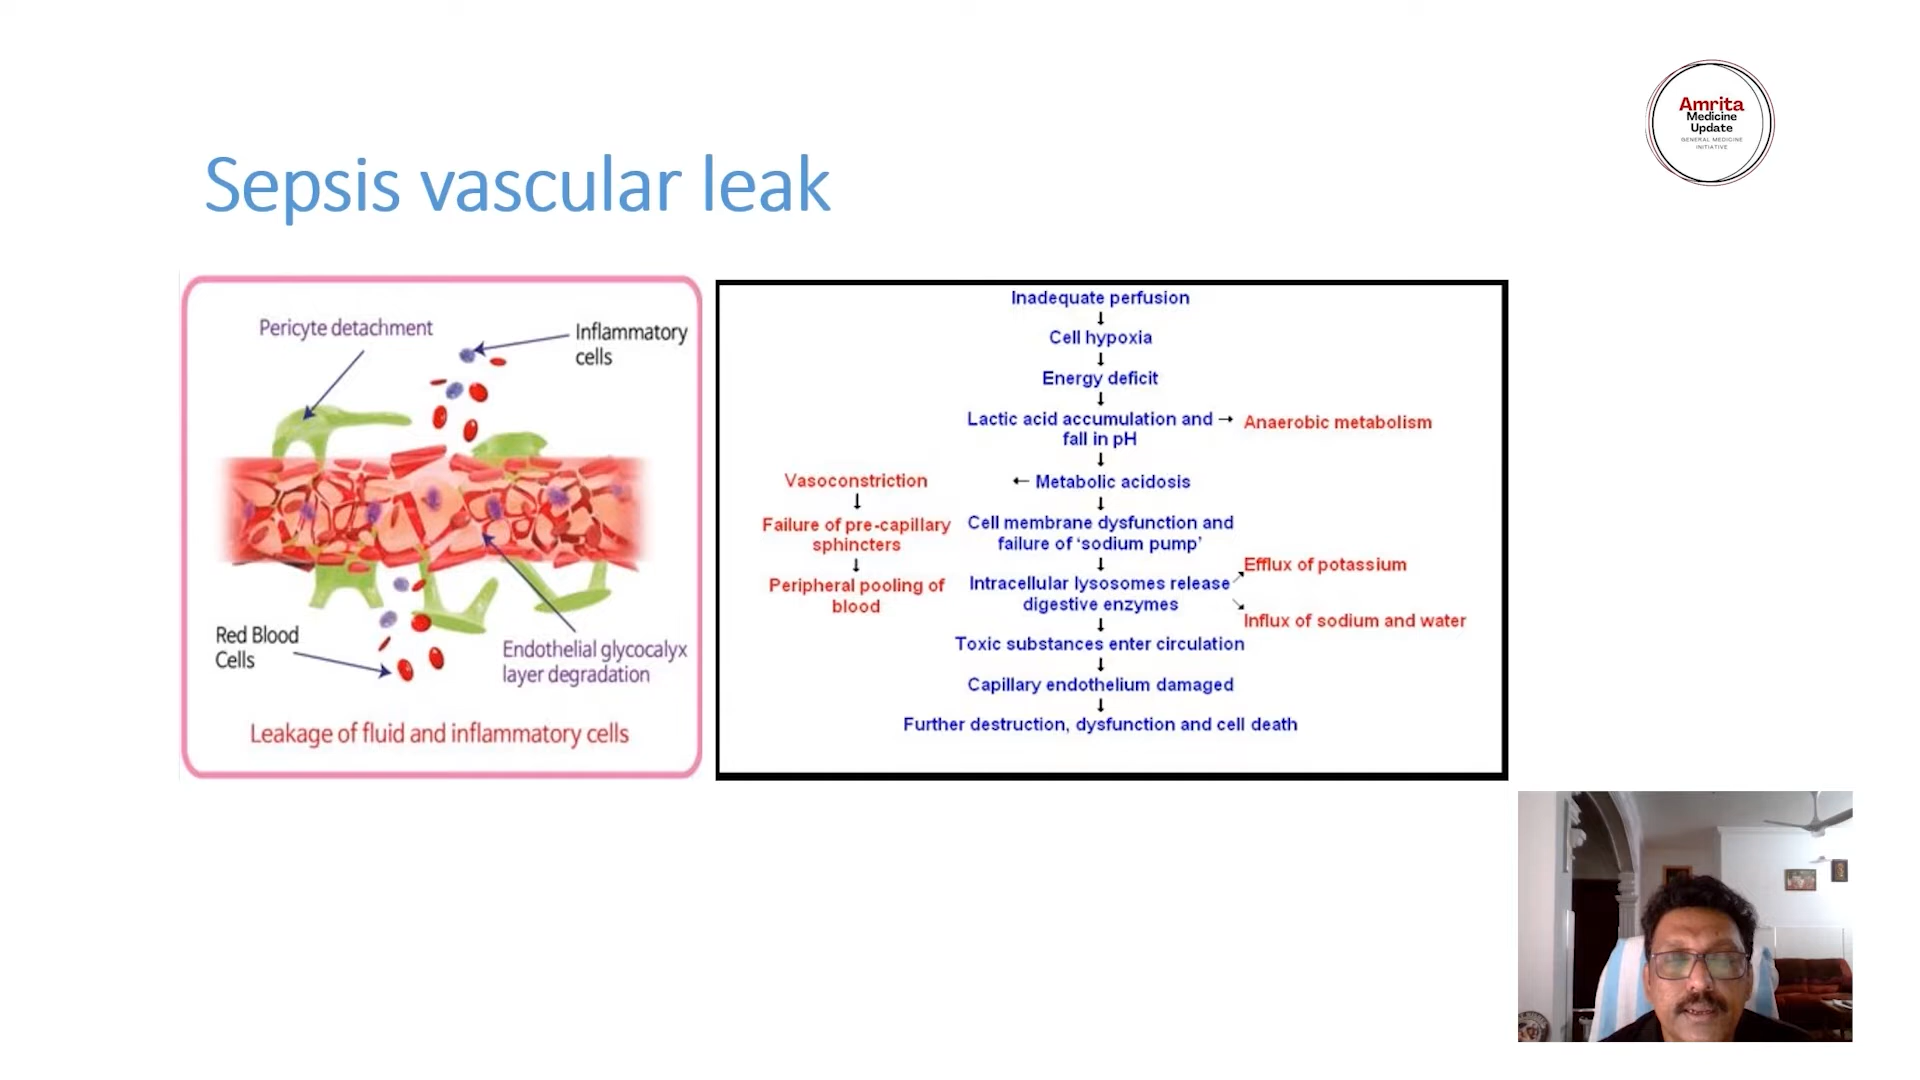 Amrita
Medicine
Update
GENERAL MEDICINE
INITIATIVE
Sepsis vascular leak
Pericyte detachment
Inflammatory
cells
Red Blood
Cells
Endothelial glycocalyx
layer degradation
Leakage of fluid and inflammatory cells
Inadequate perfusion
Cell hypoxia
Energy deficit
Lactic acid accumulation and
fall in pH
Anaerobic metabolism
Metabolic acidosis
Vasoconstriction
Failure of pre-capillary
sphincters
Peripheral pooling of
blood
Cell membrane dysfunction and
failure of ‘sodium pump’
Intracellular lysosomes release
digestive enzymes
Efflux of potassium
Influx of sodium and water
Toxic substances enter circulation
Capillary endothelium damaged
Further destruction, dysfunction and cell death